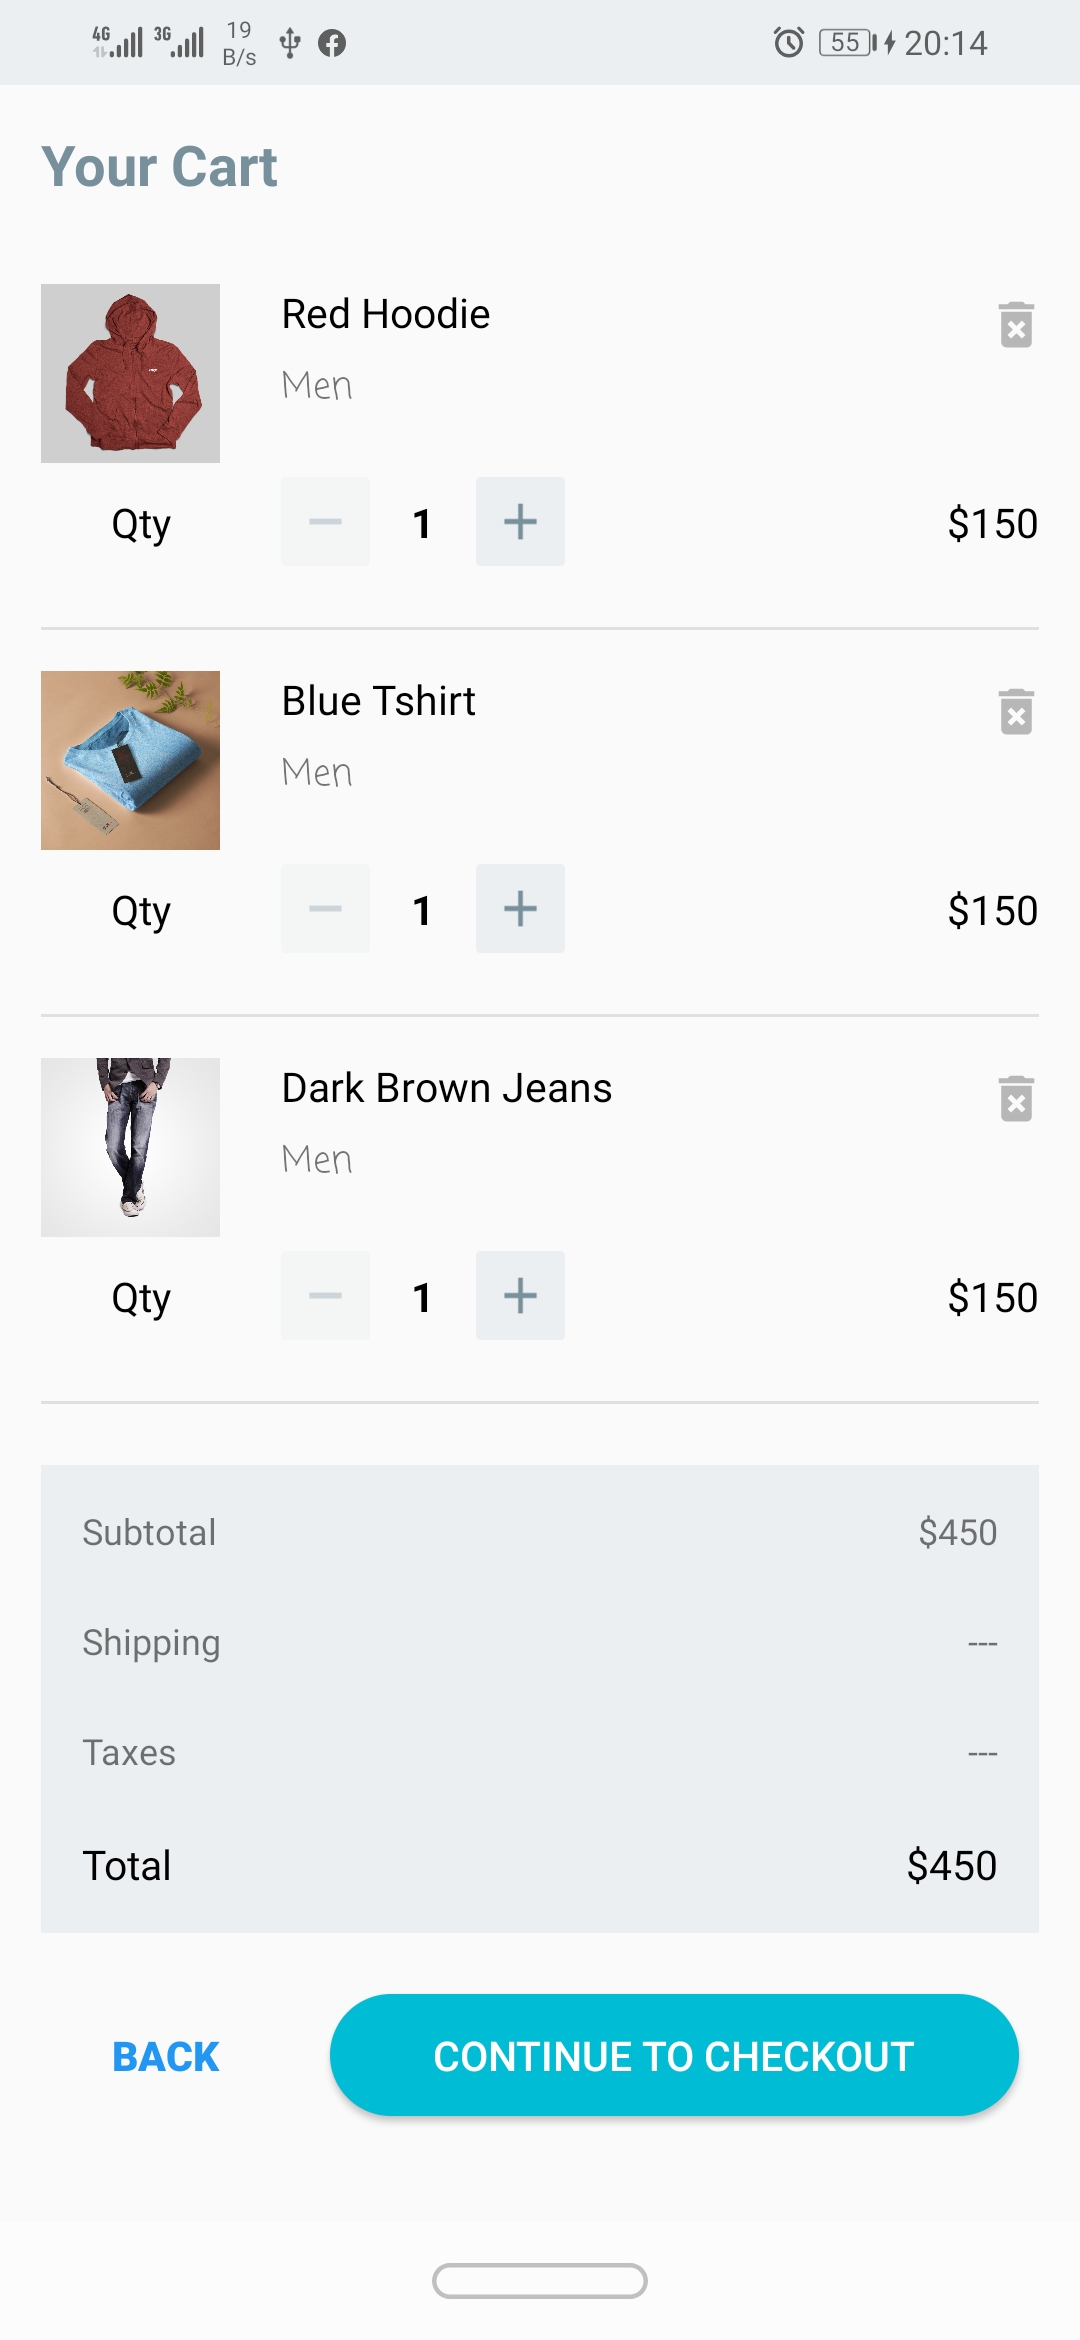 4G 3G 19 B/s 55 20:14
Your Cart
Red Hoodie
Men
Qty 1 $150
Blue Tshirt
Men
Qty 1 $150
Dark Brown Jeans
Men
Qty 1 $150
Subtotal $450
Shipping ---
Taxes ---
Total $450
BACK CONTINUE TO CHECKOUT